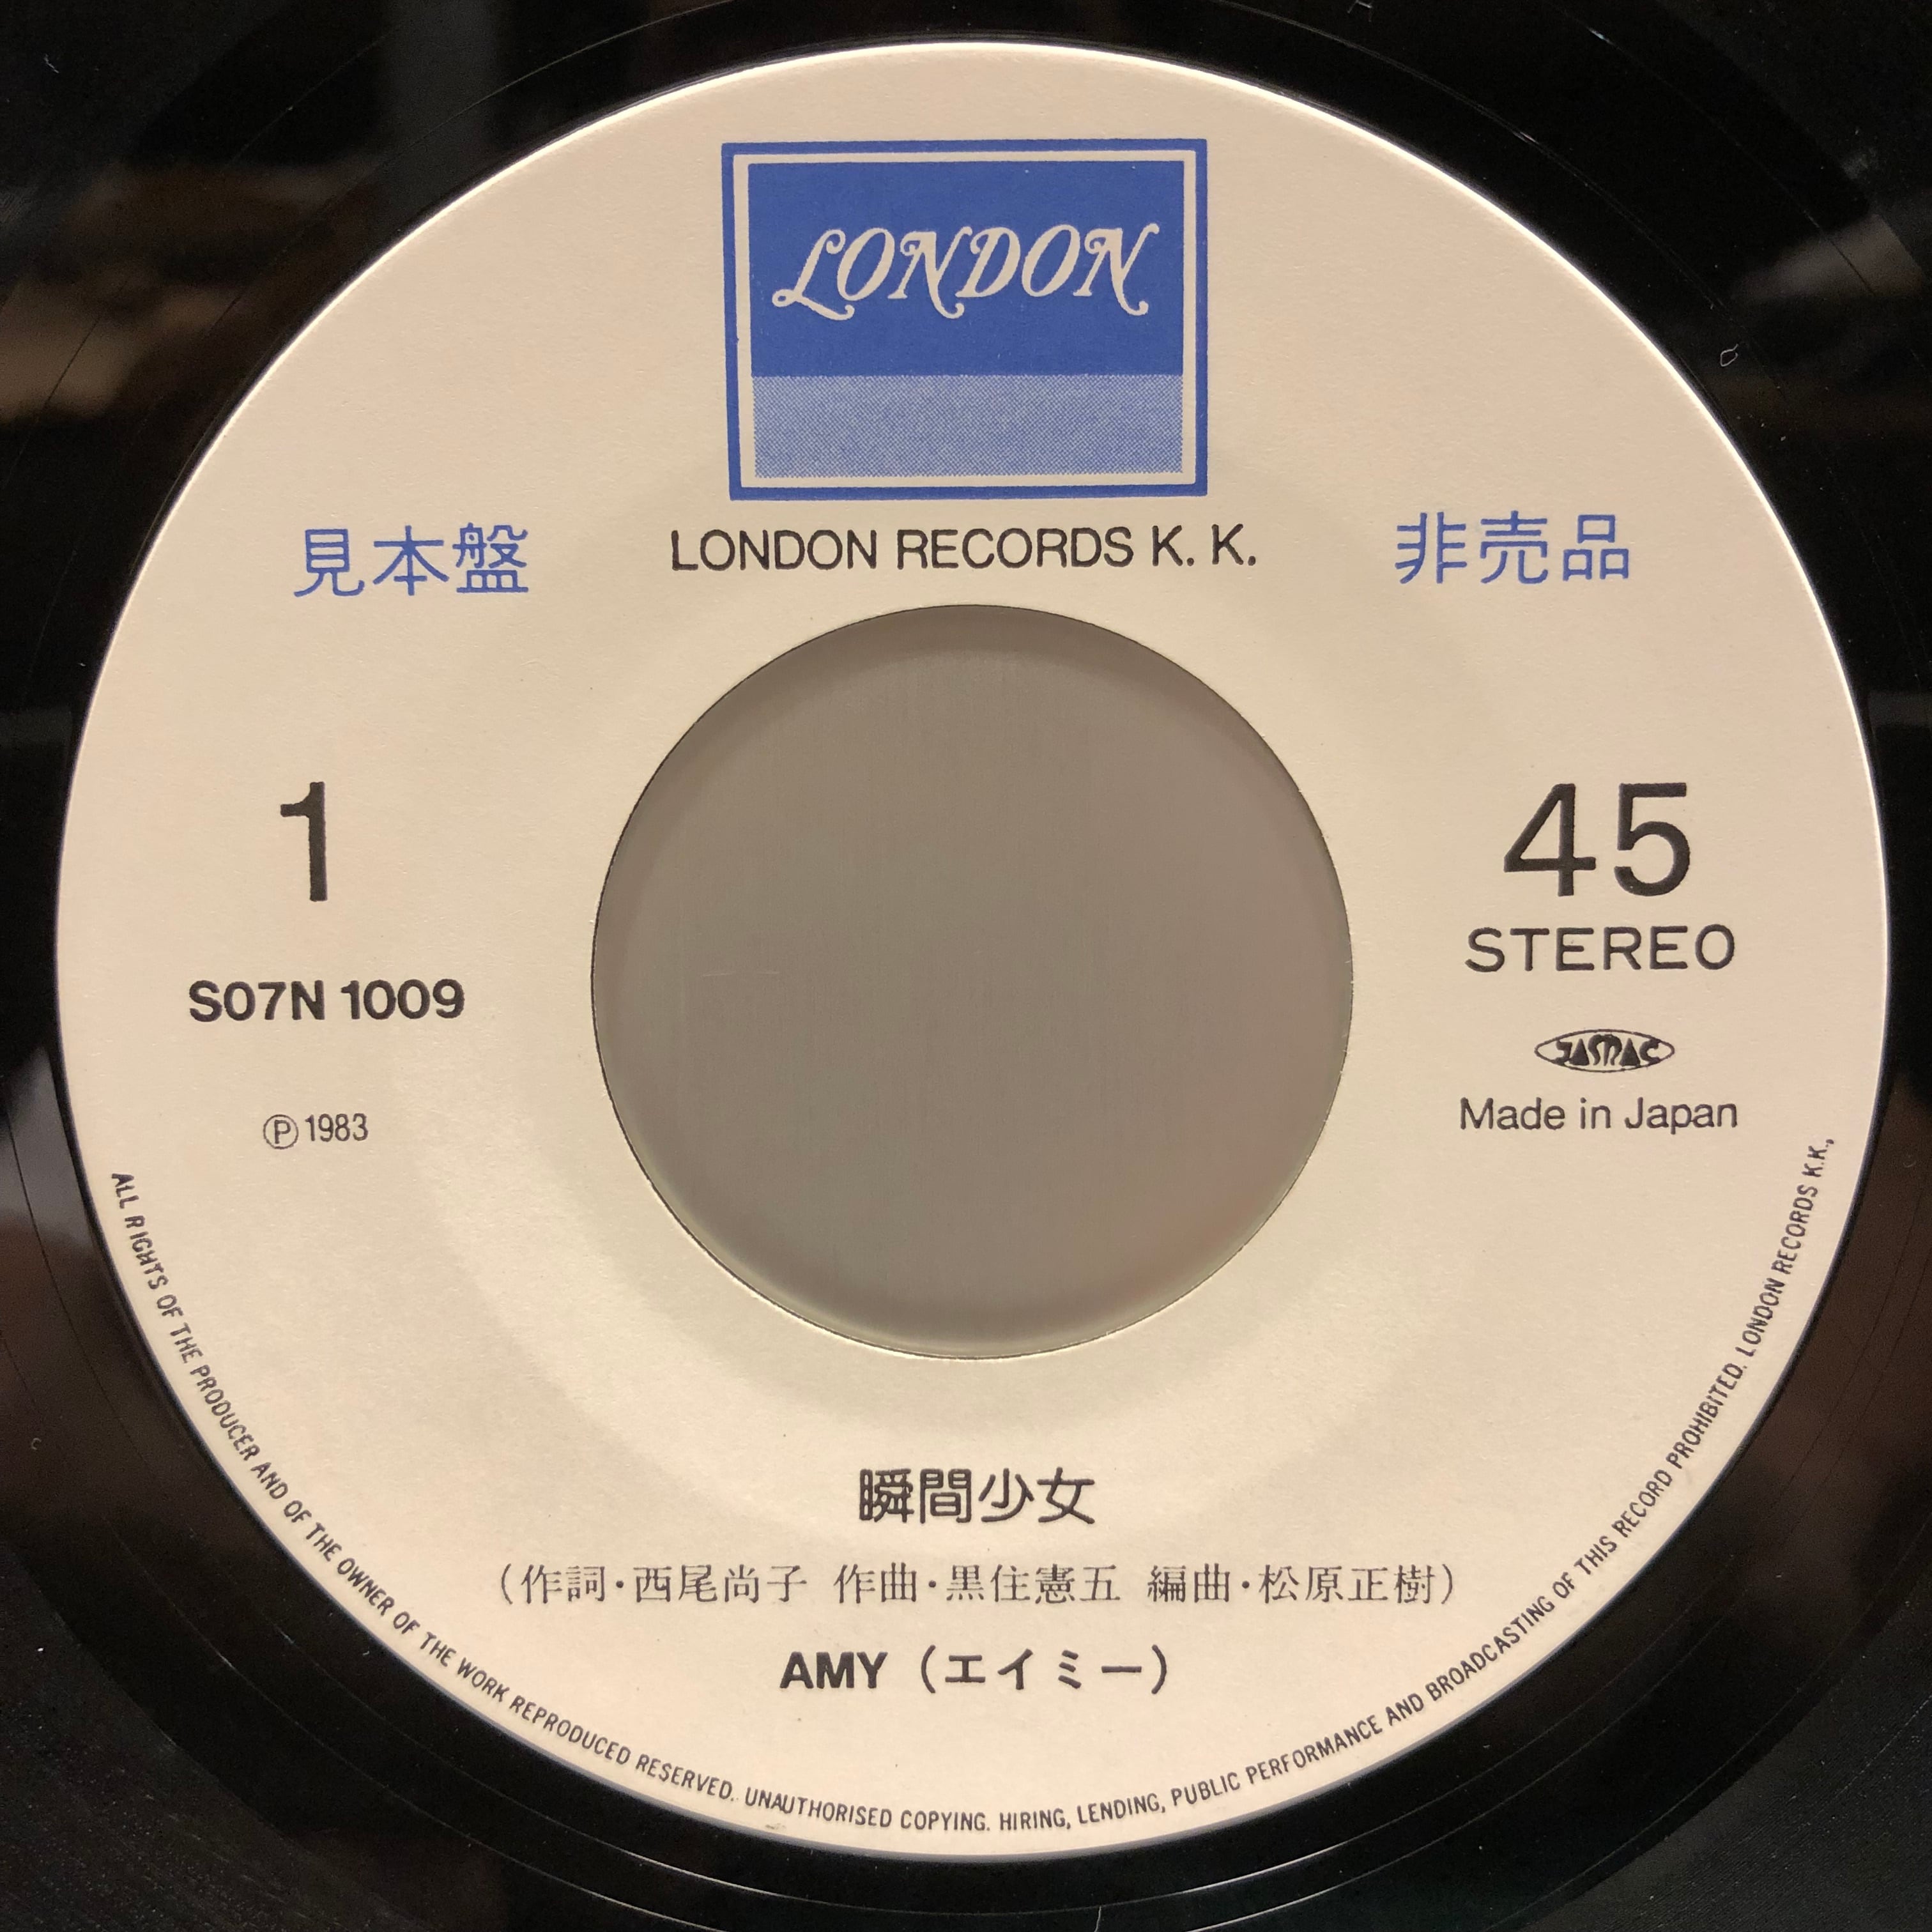 LONDON
見本盤
LONDON RECORDS K. K.
非売品
1
45
STEREO
S07N 1009
JASRAC
Made in Japan
Ⓟ1983
瞬間少女
(作詞・西尾尚子 作曲・黒住憲五 編曲・松原正樹)
AMY (エイミー)
ALL RIGHTS OF THE PRODUCER AND OF THE OWNER OF THE WORK REPRODUCED RESERVED. UNAUTHORISED COPYING. HIRING, LENDING, PUBLIC PERFORMANCE AND BROADCASTING OF THIS RECORD PROHIBITED. LONDON RECORDS K.K.,